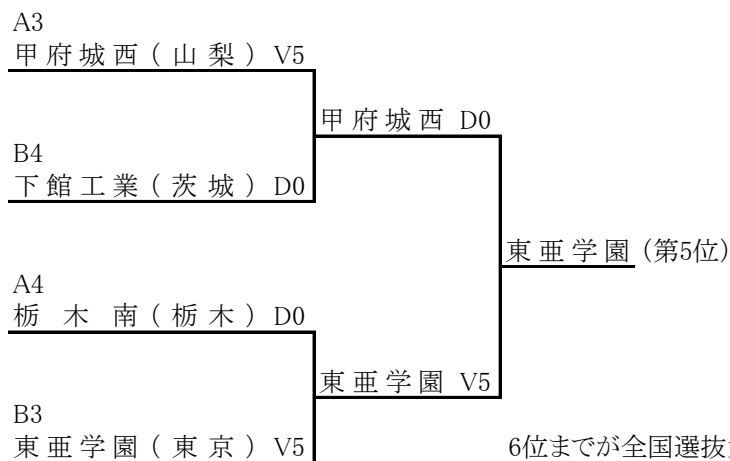 A3
甲府城西(山梨) V5
甲府城西 D0
B4
下館工業(茨城) D0
東亜学園 (第5位)
A4
栃木南(栃木) D0
東亜学園 V5
B3
東亜学園(東京) V5
6位までが全国選抜